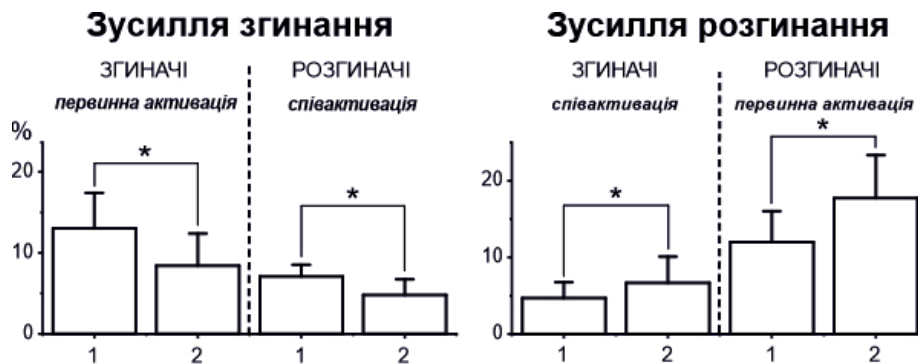 Зусилля згинання
ЗГИНАЧІ
РОЗГИНАЧІ
первинна активація
співактивація
%
20
10
0
*
*
1
2
1
2
Зусилля розгинання
ЗГИНАЧІ
РОЗГИНАЧІ
співактивація
первинна активація
20
10
0
*
*
1
2
1
2